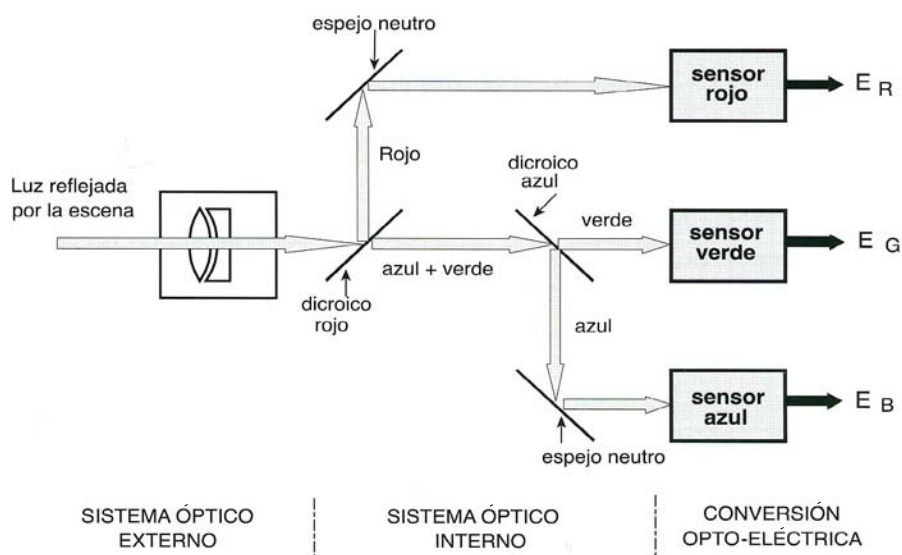 espejo neutro
sensor
rojo
E R
Rojo
Luz reflejada
por la escena
dicroico
azul
verde
sensor
verde
E G
azul + verde
dicroico
rojo
azul
sensor
azul
E B
espejo neutro
SISTEMA ÓPTICO
EXTERNO
SISTEMA ÓPTICO
INTERNO
CONVERSIÓN
OPTO-ELÉCTRICA